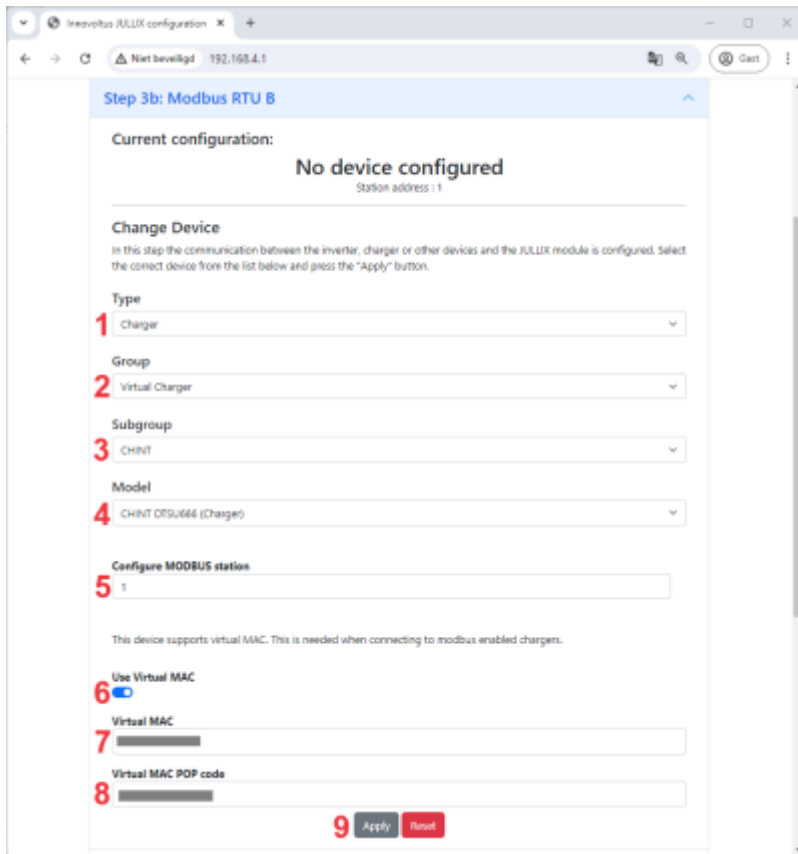 Innovoltus JULLIX configuration
Niet beveiligd 192.168.4.1
Gast
Step 3b: Modbus RTU B
Current configuration:
No device configured
Station address : 1
Change Device
In this step the communication between the inverter, charger or other devices and the JULLIX module is configured. Select
the correct device from the list below and press the "Apply" button.
Type
1 Charger
Group
2 Virtual Charger
Subgroup
3 CHINT
Model
4 CHINT DTSU666 (Charger)
Configure MODBUS station
5 1
This device supports virtual MAC. This is needed when connecting to modbus enabled chargers.
Use Virtual MAC
6
Virtual MAC
7
Virtual MAC POP code
8
9 Apply Reset